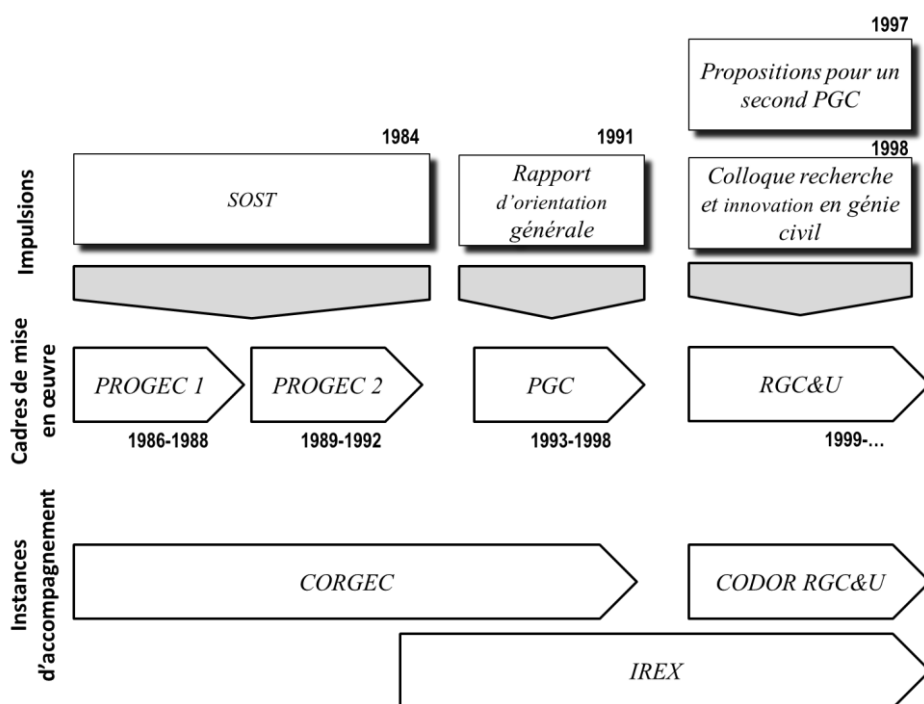 1997
Propositions pour un
second PGC
Impulsions
1984
SOST
1991
Rapport
d'orientation
générale
1998
Colloque recherche
et innovation en génie
civil
Cadres de mise
en œuvre
PROGEC 1
1986-1988
PROGEC 2
1989-1992
PGC
1993-1998
RGC&U
1999-…
Instances
d’accompagnement
CORGEC
CODOR RGC&U
IREX